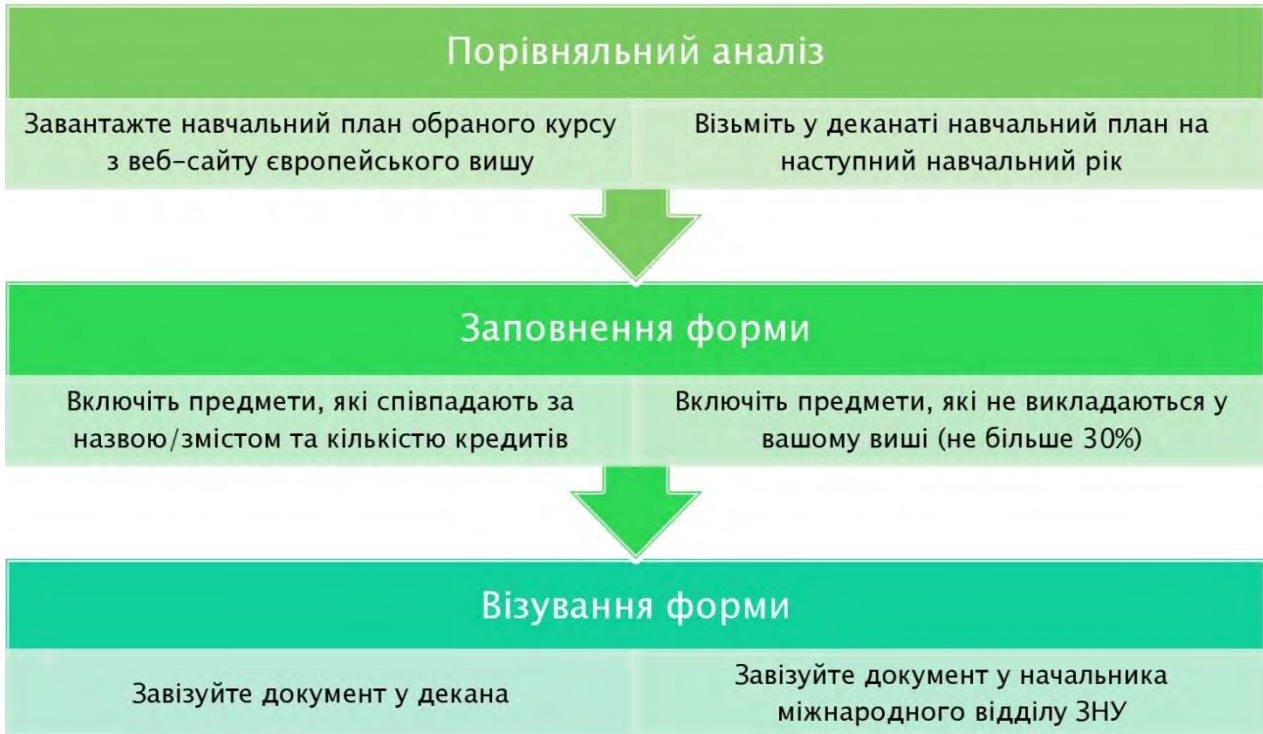 Порівняльний аналіз
Завантажте навчальний план обраного курсу
з веб-сайту європейського вишу
Візьміть у деканаті навчальний план на
наступний навчальний рік
Заповнення форми
Включіть предмети, які співпадають за
назвою/змістом та кількістю кредитів
Включіть предмети, які не викладаються у
вашому виші (не більше 30%)
Візування форми
Завізуйте документ у декана
Завізуйте документ у начальника
міжнародного відділу ЗНУ